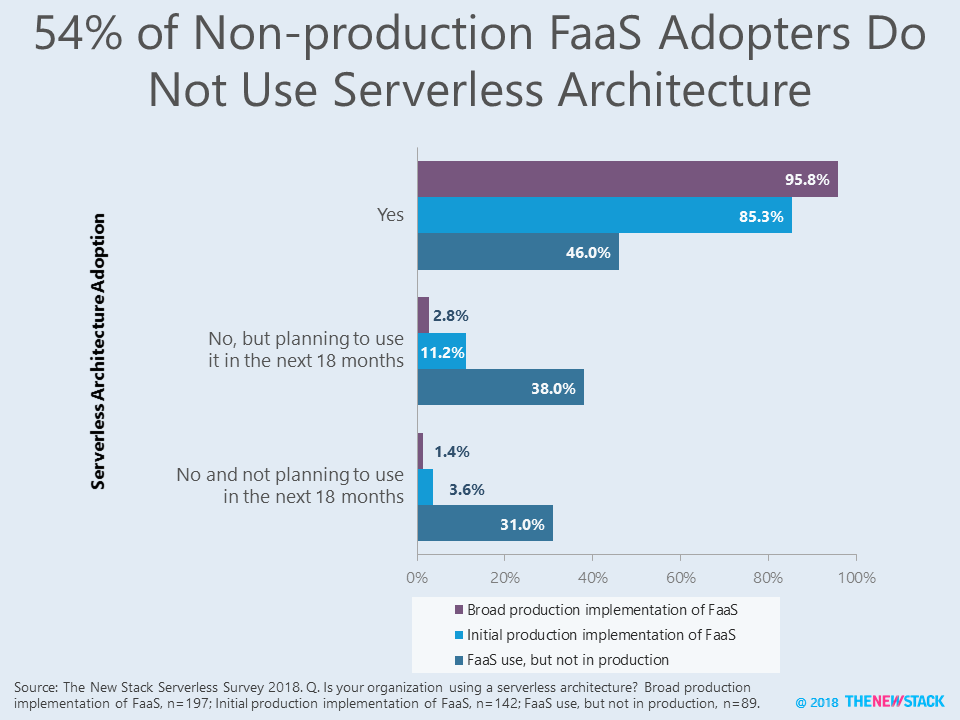 54% of Non-production FaaS Adopters Do
Not Use Serverless Architecture
Serverless Architecture Adoption
Yes
95.8%
85.3%
46.0%
No, but planning to use
it in the next 18 months
2.8%
11.2%
38.0%
No and not planning to use
in the next 18 months
1.4%
3.6%
31.0%
0% 20% 40% 60% 80% 100%
Broad production implementation of FaaS
Initial production implementation of FaaS
FaaS use, but not in production
Source: The New Stack Serverless Survey 2018. Q. Is your organization using a serverless architecture? Broad production
implementation of FaaS, n=197; Initial production implementation of FaaS, n=142; FaaS use, but not in production, n=89.
@ 2018 THENEWSTACK